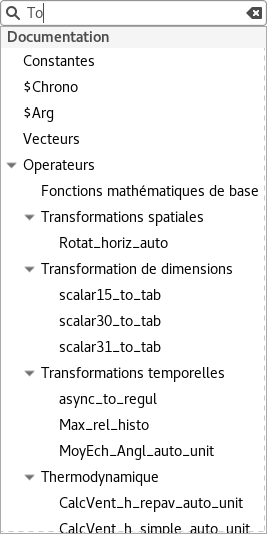 To
Documentation
Constantes
$Chrono
$Arg
Vecteurs
Operateurs
Fonctions mathématiques de base
Transformations spatiales
Rotat_horiz_auto
Transformation de dimensions
scalar15_to_tab
scalar30_to_tab
scalar31_to_tab
Transformations temporelles
async_to_regul
Max_rel_histo
MoyEch_Angl_auto_unit
Thermodynamique
CalcVent_h_repav_auto_unit
CalcVent_h_simple_auto_unit